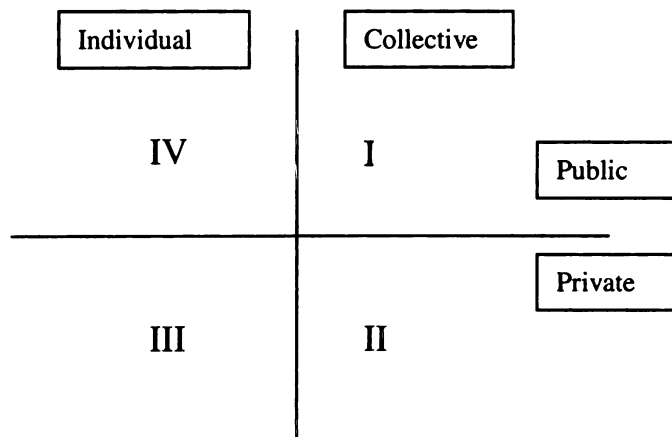 Individual
Collective
IV
I
Public
Private
III
II